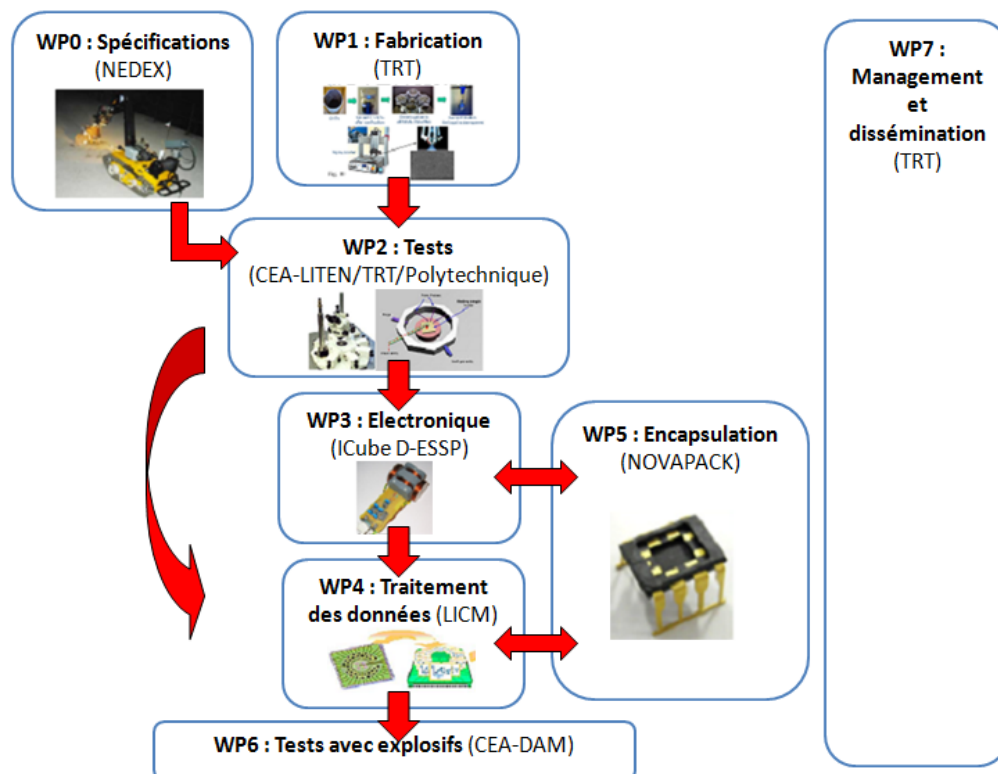 WP0 : Spécifications
(NEDEX)
WP1 : Fabrication
(TRT)
WP7 :
Management
et
dissémination
(TRT)
WP2 : Tests
(CEA-LITEN/TRT/Polytechnique)
WP3 : Electronique
(ICube D-ESSP)
WP5 : Encapsulation
(NOVAPACK)
WP4 : Traitement
des données (LICM)
WP6 : Tests avec explosifs (CEA-DAM)